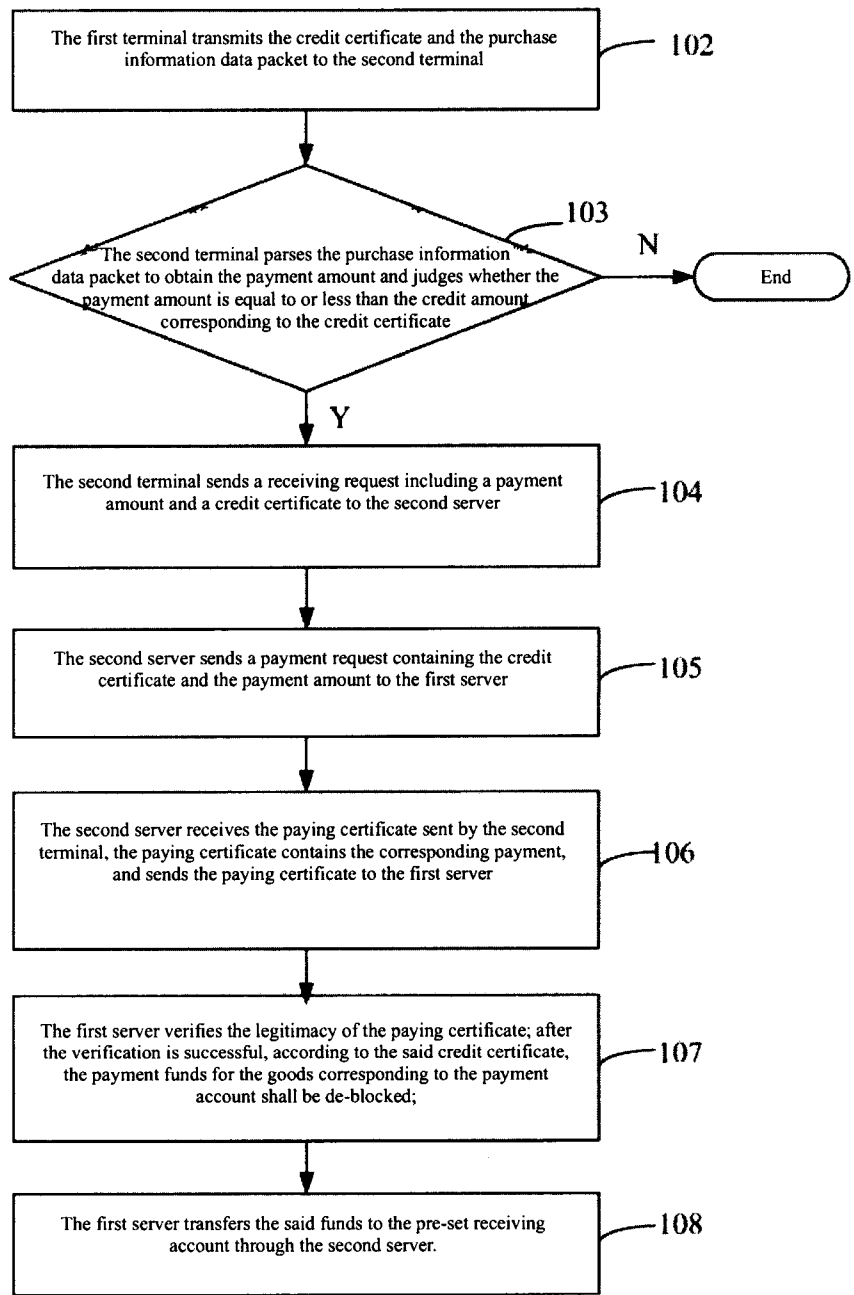 The first terminal transmits the credit certificate and the purchase
information data packet to the second terminal
102
103
The second terminal parses the purchase information
data packet to obtain the payment amount and judges whether the
payment amount is equal to or less than the credit amount
corresponding to the credit certificate
N
End
Y
The second terminal sends a receiving request including a payment
amount and a credit certificate to the second server
104
The second server sends a payment request containing the credit
certificate and the payment amount to the first server
105
The second server receives the paying certificate sent by the second
terminal, the paying certificate contains the corresponding payment,
and sends the paying certificate to the first server
106
The first server verifies the legitimacy of the paying certificate; after
the verification is successful, according to the said credit certificate,
the payment funds for the goods corresponding to the payment
account shall be de-blocked;
107
The first server transfers the said funds to the pre-set receiving
account through the second server.
108